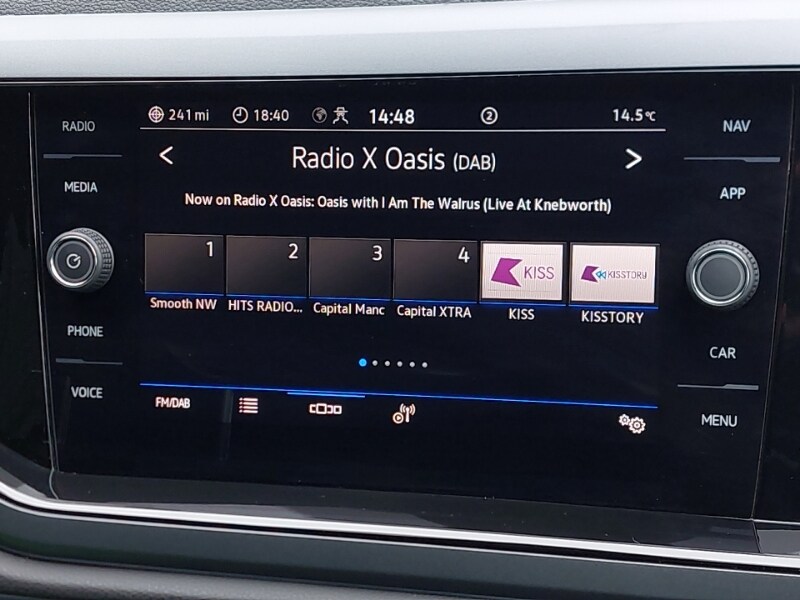 241 mi 18:40 14:48 2 14.5°C
RADIO
NAV
Radio X Oasis (DAB)
MEDIA
APP
Now on Radio X Oasis: Oasis with I Am The Walrus (Live At Knebworth)
1 2 3 4 KISS KISSTORY
Smooth NW HITS RADIO... Capital Manc Capital XTRA KISS KISSTORY
PHONE
CAR
VOICE
FM/DAB
MENU